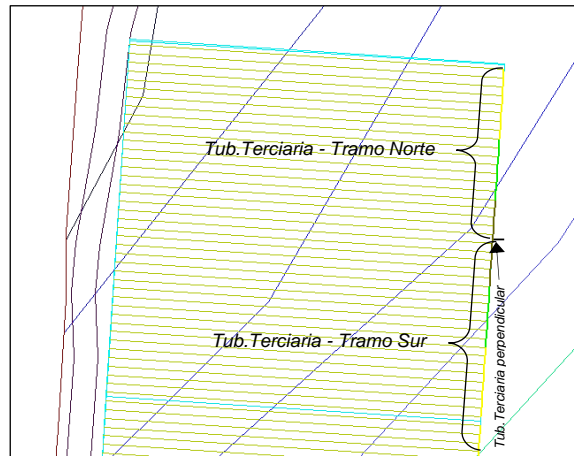 Tub.Terciaria - Tramo Norte
Tub.Terciaria - Tramo Sur
Tub.Terciaria perpendicular